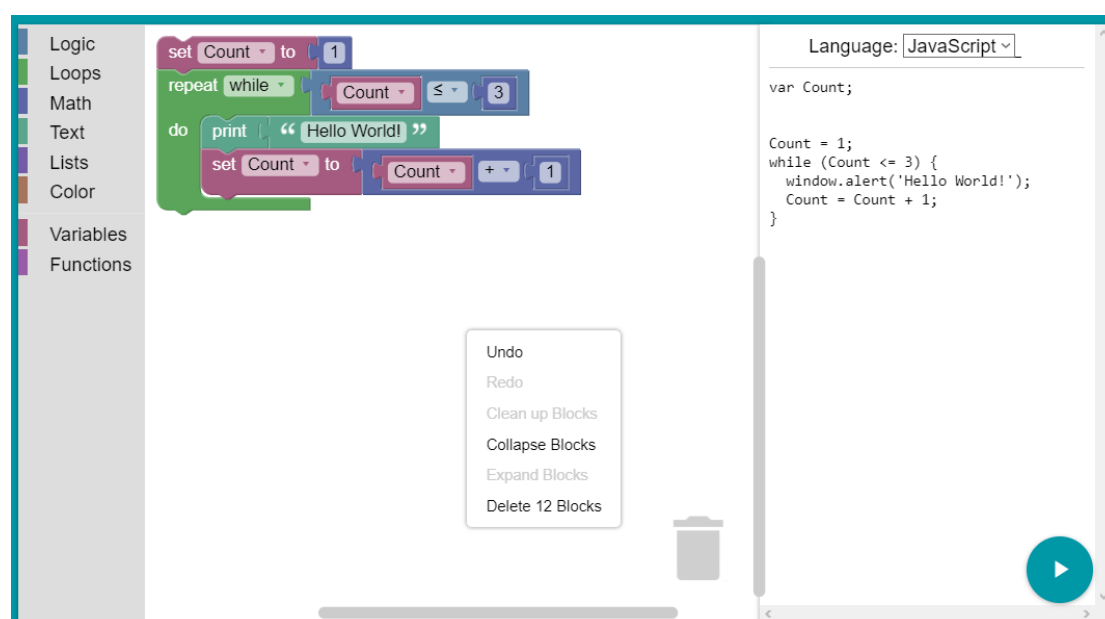 Logic
Loops
Math
Text
Lists
Color
Variables
Functions
set Count to 1
repeat while Count ≤ 3
do print “ Hello World! ”
set Count to Count + 1
Undo
Redo
Clean up Blocks
Collapse Blocks
Expand Blocks
Delete 12 Blocks
Language: JavaScript
var Count;
Count = 1;
while (Count <= 3) {
  window.alert('Hello World!');
  Count = Count + 1;
}